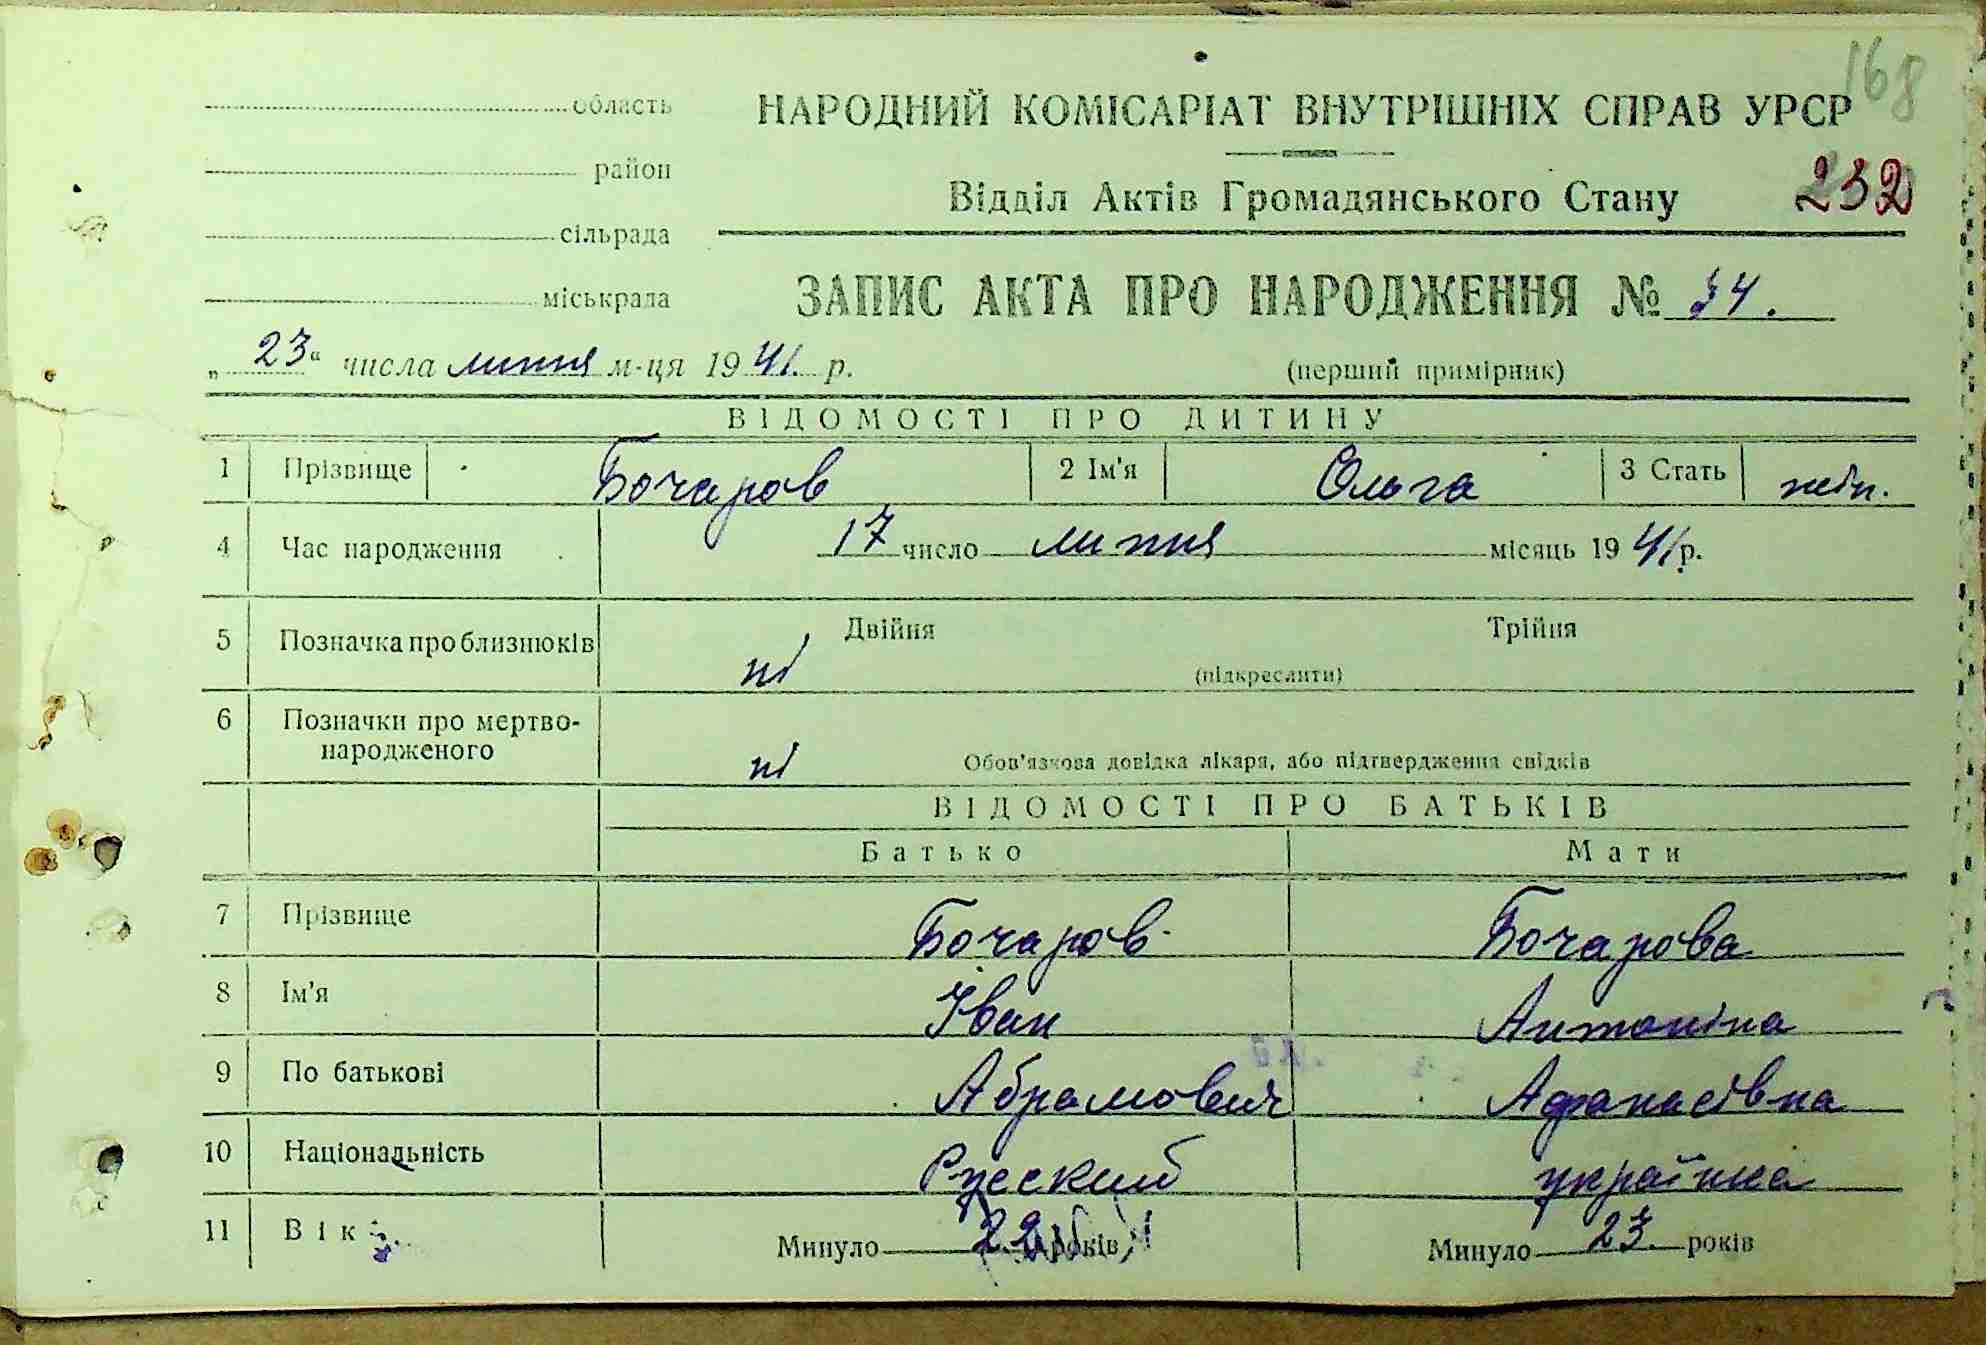 168
область
НАРОДНИЙ КОМІСАРІАТ ВНУТРІШНІХ СПРАВ УРСР
район
Відділ Актів Громадянського Стану 232
сільрада
міськрада
ЗАПИС АКТА ПРО НАРОДЖЕННЯ № 34.
„23“ числа липня м-ця 1941. р.
(перший примірник)
ВІДОМОСТІ ПРО ДИТИНУ
1 Прізвище Бочаров 2 Ім'я Ольга 3 Стать жін.
4 Час народження 17 число липня місяць 1941 р.
5 Позначка про близнюків ні Двійня Трійня
(підкреслити)
6 Позначки про мертво-
народженого ні Обов'язкова довідка лікаря, або підтвердження свідків
ВІДОМОСТІ ПРО БАТЬКІВ
Батько Мати
7 Прізвище Бочаров Бочарова
8 Ім'я Іван Антоніна
9 По батькові Абрамович Афанасівна
10 Національність Русский українка
11 Вік Минуло 22 років Минуло 23. років